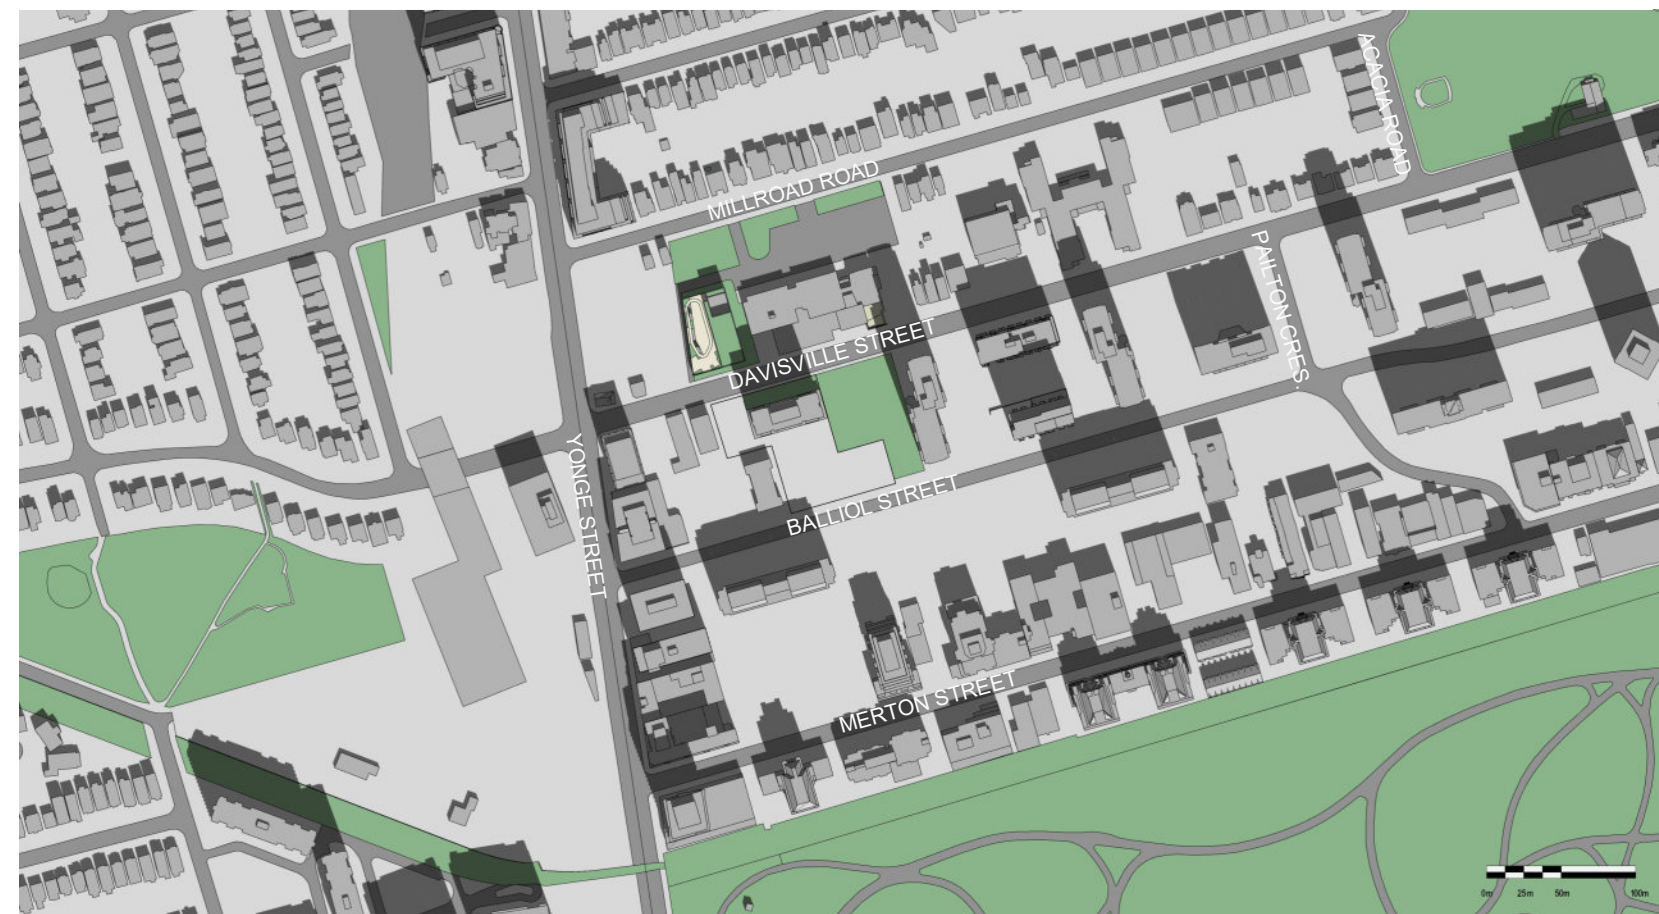 ACACIA ROAD
MILLROAD ROAD
PAILTON CRES.
DAVISVILLE STREET
YONGE STREET
BALLIOL STREET
MERTON STREET
0m 25m 50m 100m